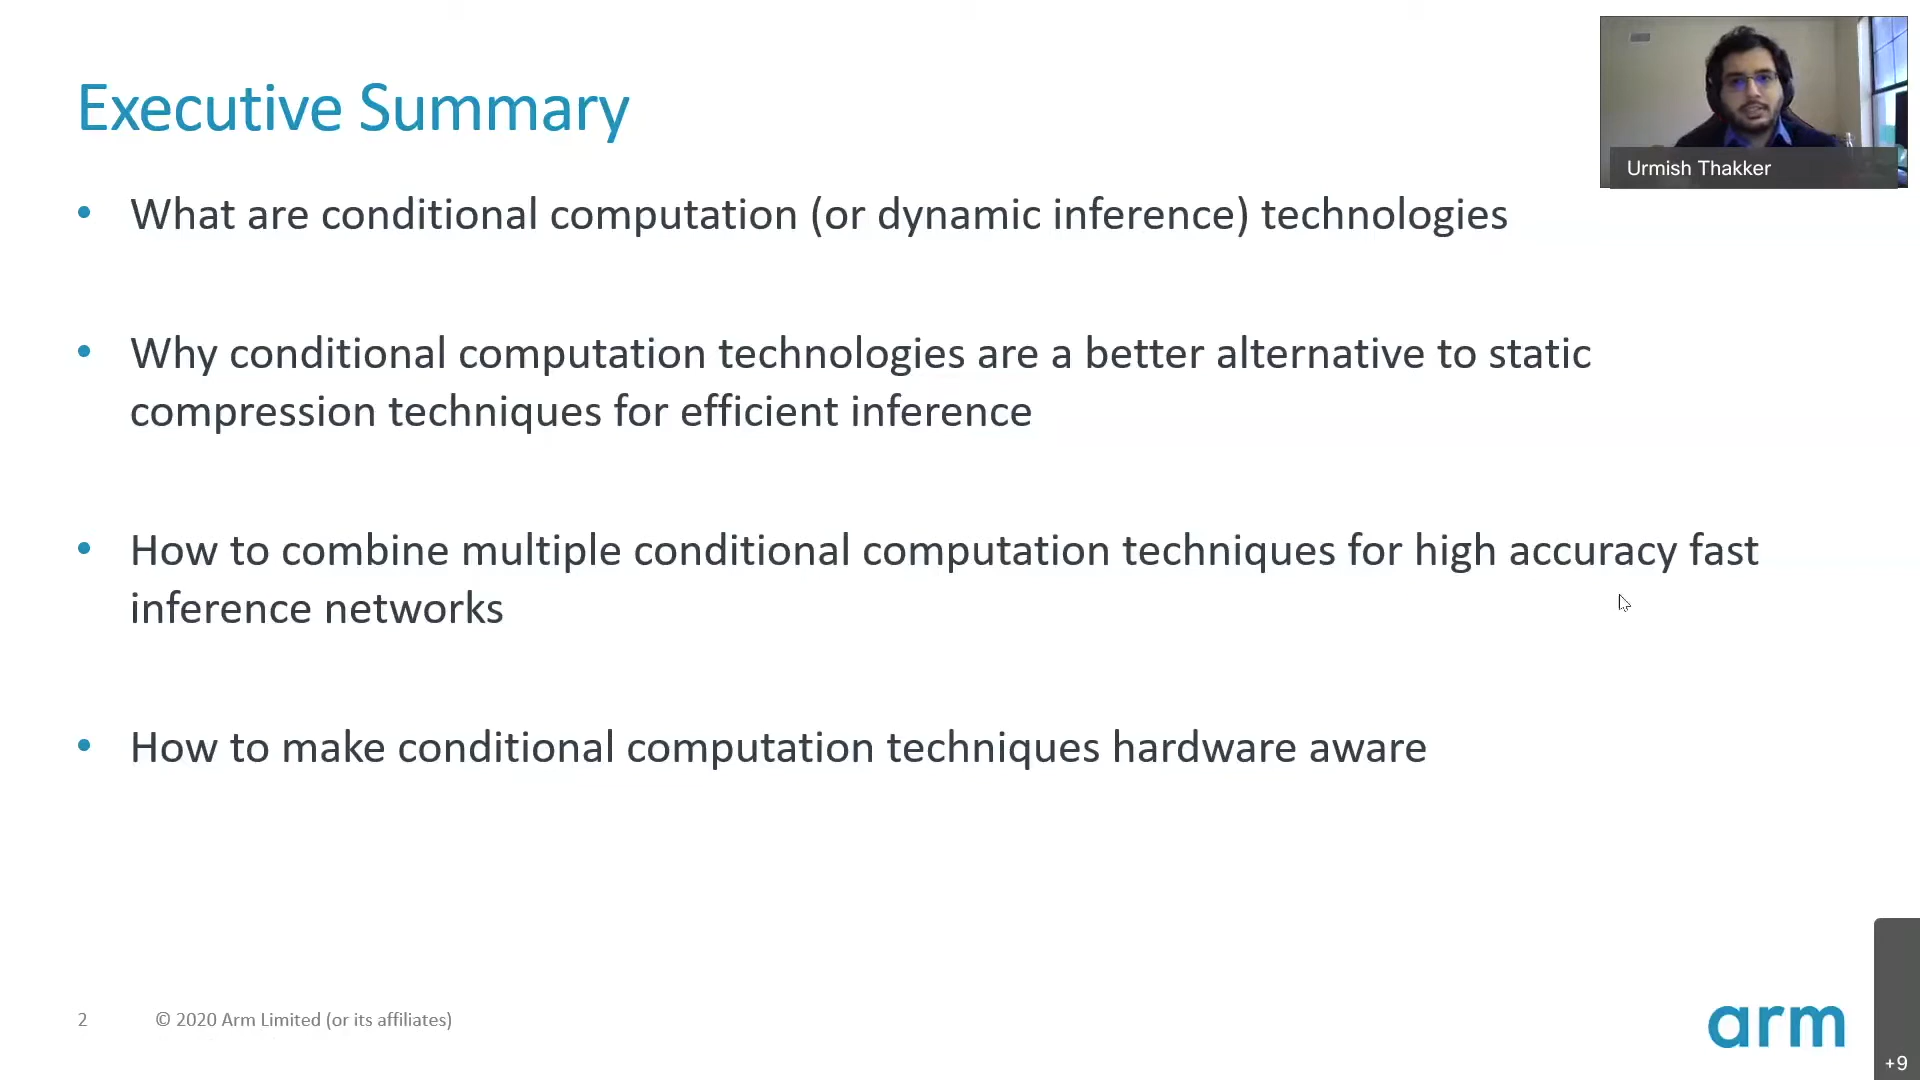 Executive Summary
Urmish Thakker
• What are conditional computation (or dynamic inference) technologies
• Why conditional computation technologies are a better alternative to static
compression techniques for efficient inference
• How to combine multiple conditional computation techniques for high accuracy fast
inference networks
• How to make conditional computation techniques hardware aware
2 © 2020 Arm Limited (or its affiliates)
arm
+9